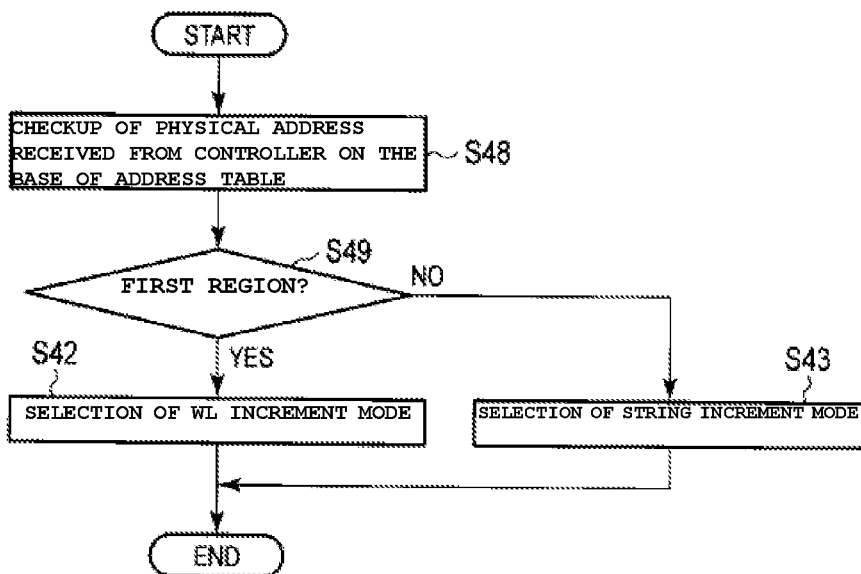 START
CHECKUP OF PHYSICAL ADDRESS
RECEIVED FROM CONTROLLER ON THE
BASE OF ADDRESS TABLE
S48
S49
FIRST REGION?
NO
YES
S42
SELECTION OF WL INCREMENT MODE
S43
SELECTION OF STRING INCREMENT MODE
END